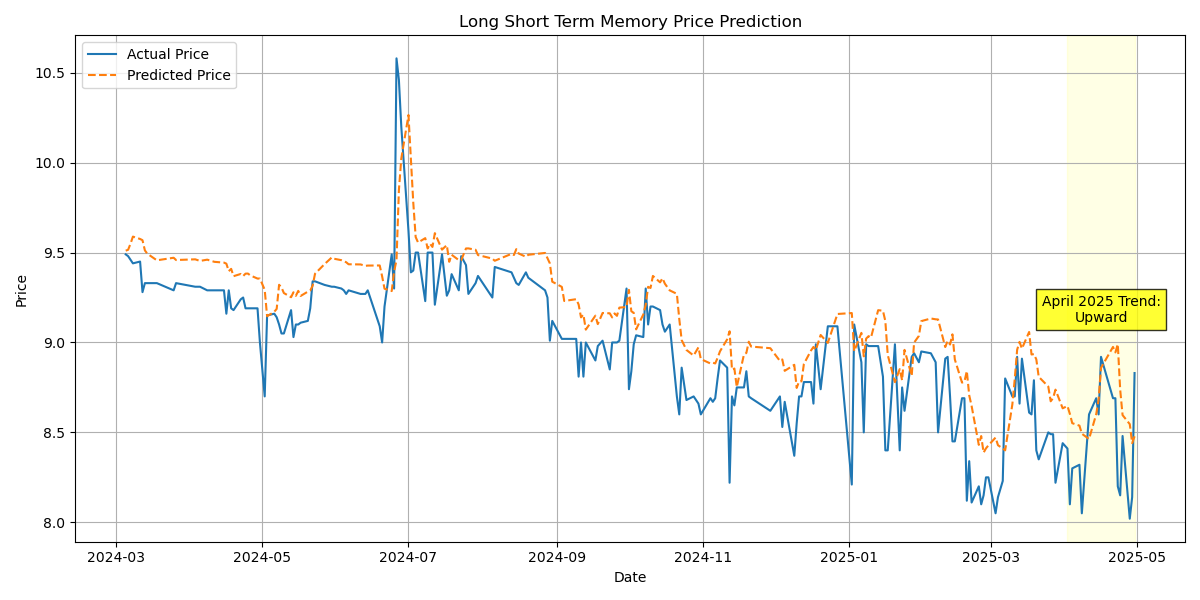 Long Short Term Memory Price Prediction
Actual Price
Predicted Price
April 2025 Trend:
Upward
Price
10.5
10.0
9.5
9.0
8.5
8.0
2024-03 2024-05 2024-07 2024-09 2024-11 2025-01 2025-03 2025-05
Date